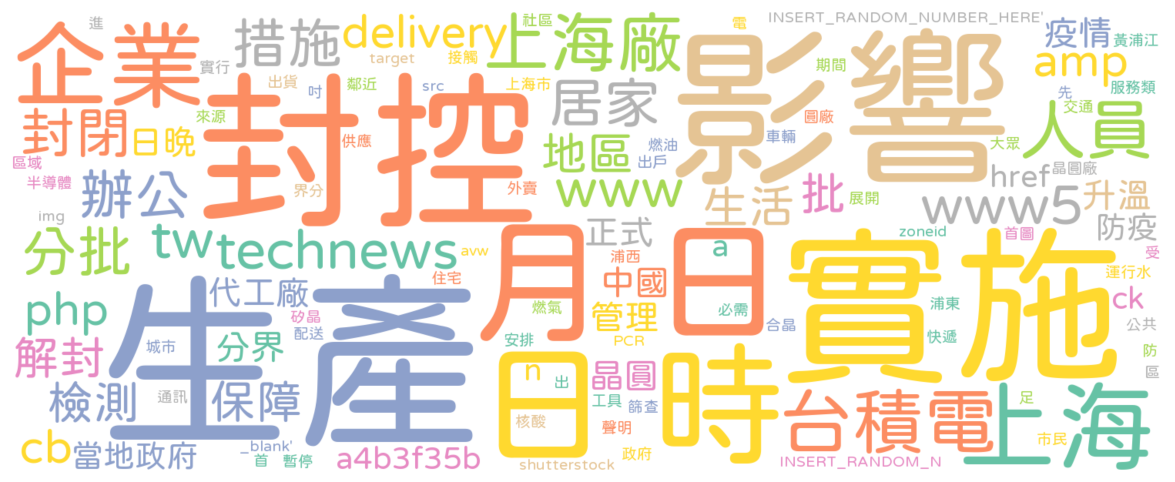 進
社區
INSERT_RANDOM_NUMBER_HERE'
企業
措施
delivery
上海廠
電
影響
疫情
黃浦江
實行
target
接觸
期間
amp
出貨
吋
鄰近
src
上海市
居家
先
服務類
封控
封閉
日晚
來源
供應
圓廠
車輛
交通
人員
大眾
區域
半導體
地區
燃油
出戶
晶圓廠
href
辦公
界分
外賣
www
生活
批
展開
www5
升溫
img
分批
tw
technews
avw
正式
月
日
a
zoneid
首圖
防疫
受
浦西
住宅
代工廠
中國
實施
運行水
php
矽晶
配送
燃氣
管理
必需
合晶
浦東
ck
解封
生產
城市
分界
安排
PCR
快遞
公共
防
區
檢測
通訊
保障
日
n
出
晶圓
工具
篩查
時
台積電
上海
足
核酸
聲明
市民
cb
當地政府
_blank'
首
暫停
a4b3f35b
shutterstock
政府
INSERT_RANDOM_N